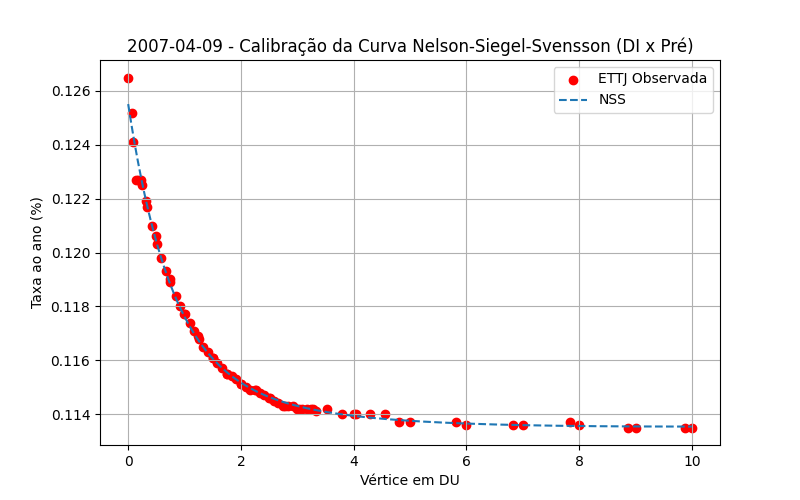 2007-04-09 - Calibração da Curva Nelson-Siegel-Svensson (DI x Pré)
ETTJ Observada
NSS
Taxa ao ano (%)
0.126
0.124
0.122
0.120
0.118
0.116
0.114
0 2 4 6 8 10
Vértice em DU